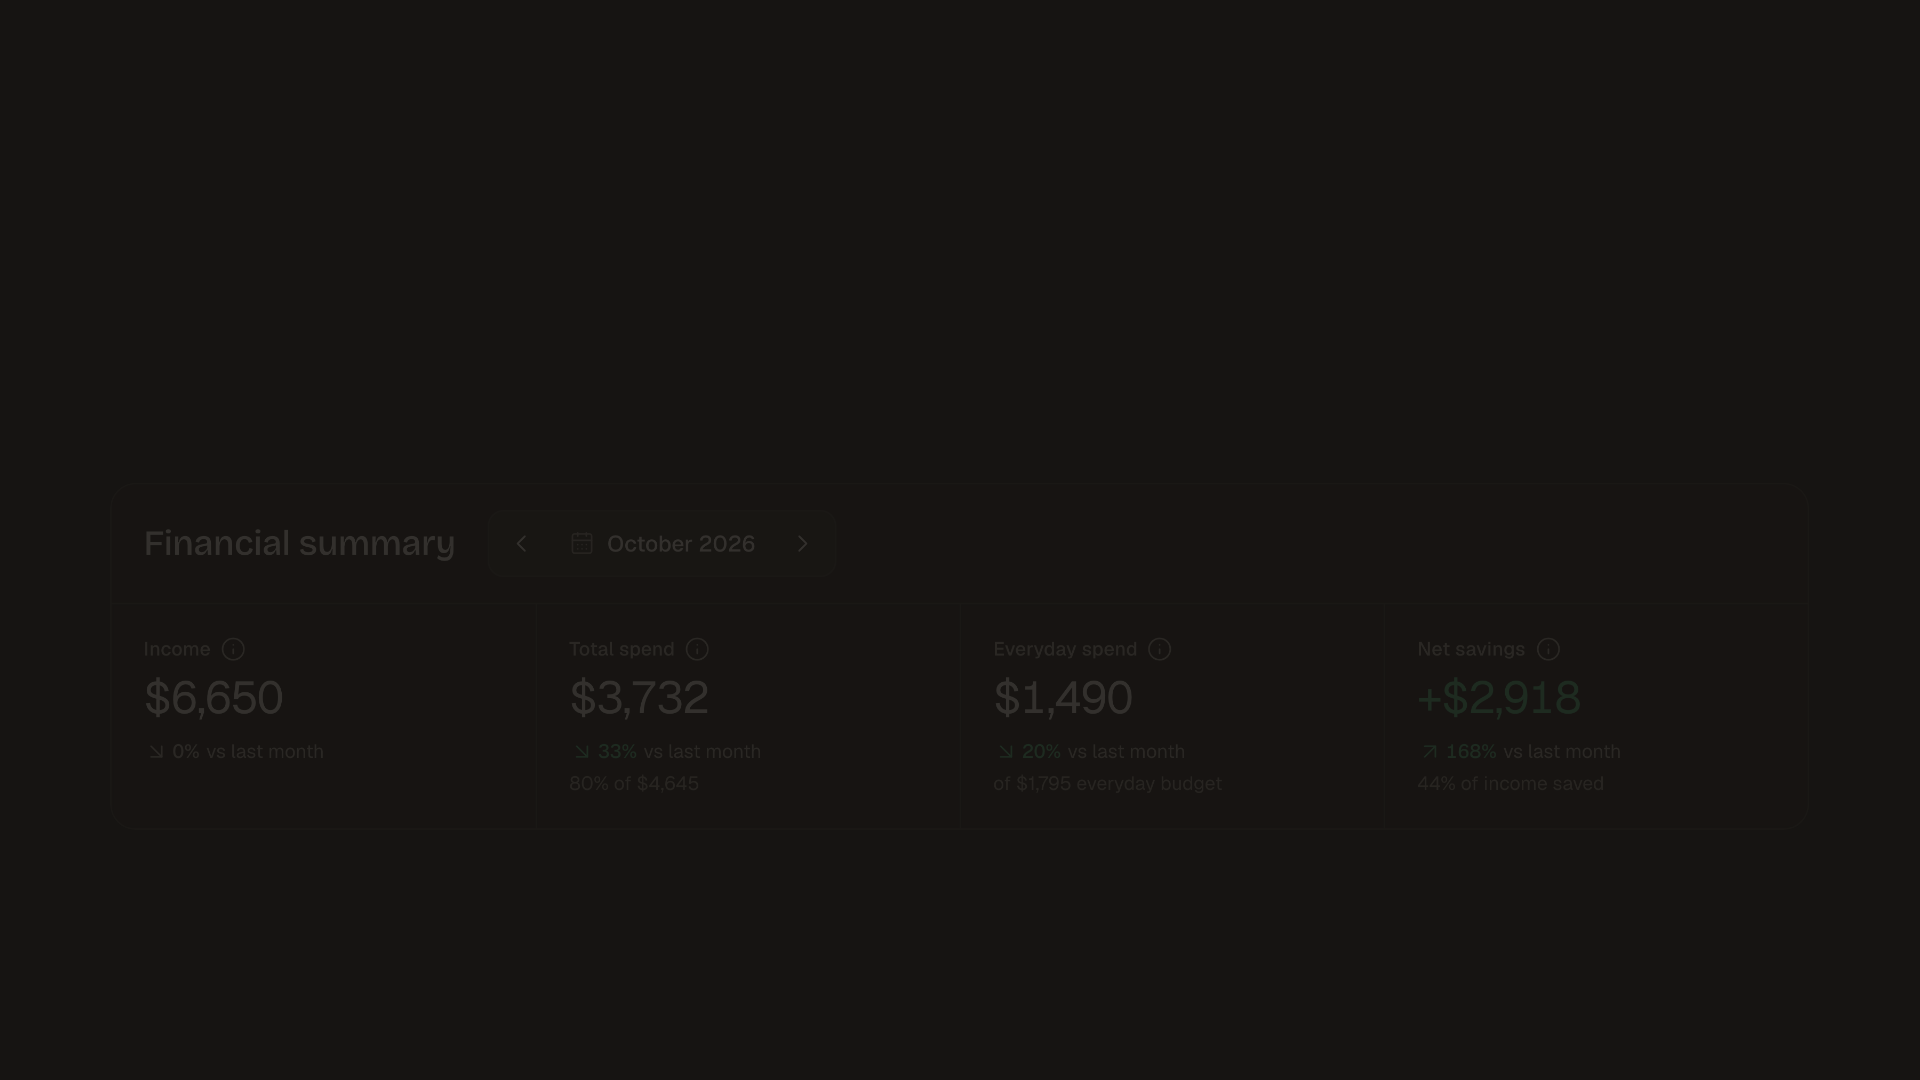 Financial summary
October 2026
Income
$6,650
0% vs last month
Total spend
$3,732
33% vs last month
80% of $4,645
Everyday spend
$1,490
20% vs last month
of $1,795 everyday budget
Net savings
+$2,918
168% vs last month
44% of income saved